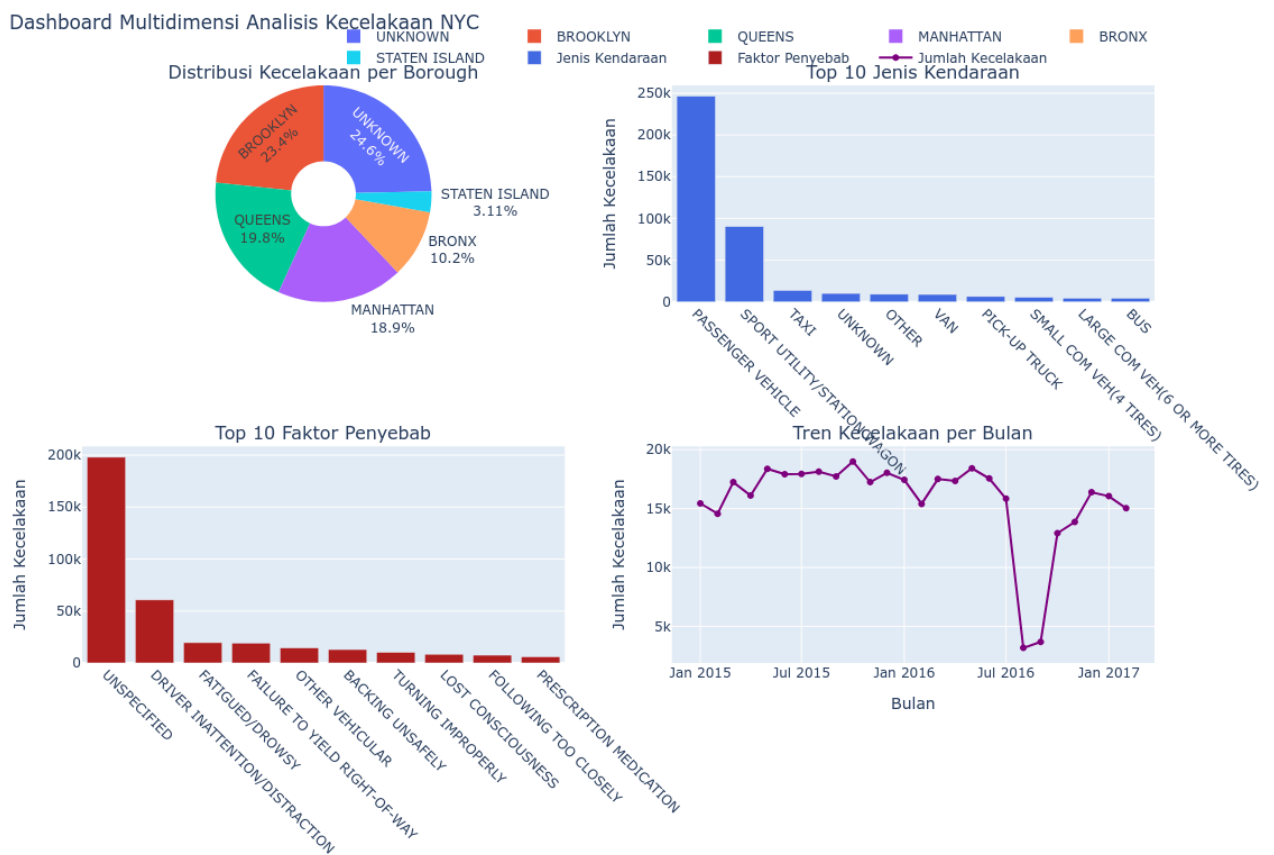 Dashboard Multidimensi Analisis Kecelakaan NYC
UNKNOWN
BROOKLYN
QUEENS
MANHATTAN
BRONX
STATEN ISLAND
Jenis Kendaraan
Faktor Penyebab
Jumlah Kecelakaan
Distribusi Kecelakaan per Borough
BROOKLYN
23.4%
UNKNOWN
24.6%
STATEN ISLAND
3.11%
QUEENS
19.8%
BRONX
10.2%
MANHATTAN
18.9%
Top 10 Jenis Kendaraan
Jumlah Kecelakaan
250k
200k
150k
100k
50k
0
PASSENGER VEHICLE
SPORT UTILITY/STATION WAGON
TAXI
UNKNOWN
OTHER
VAN
PICK-UP TRUCK
SMALL COM VEH(4 TIRES)
LARGE COM VEH(6 OR MORE TIRES)
BUS
Top 10 Faktor Penyebab
Jumlah Kecelakaan
200k
150k
100k
50k
0
UNSPECIFIED
DRIVER INATTENTION/DISTRACTION
FATIGUED/DROWSY
FAILURE TO YIELD RIGHT-OF-WAY
OTHER VEHICULAR
BACKING UNSAFELY
TURNING IMPROPERLY
LOST CONSCIOUSNESS
FOLLOWING TOO CLOSELY
PRESCRIPTION MEDICATION
Tren Kecelakaan per Bulan
Jumlah Kecelakaan
20k
15k
10k
5k
Jan 2015
Jul 2015
Jan 2016
Jul 2016
Jan 2017
Bulan